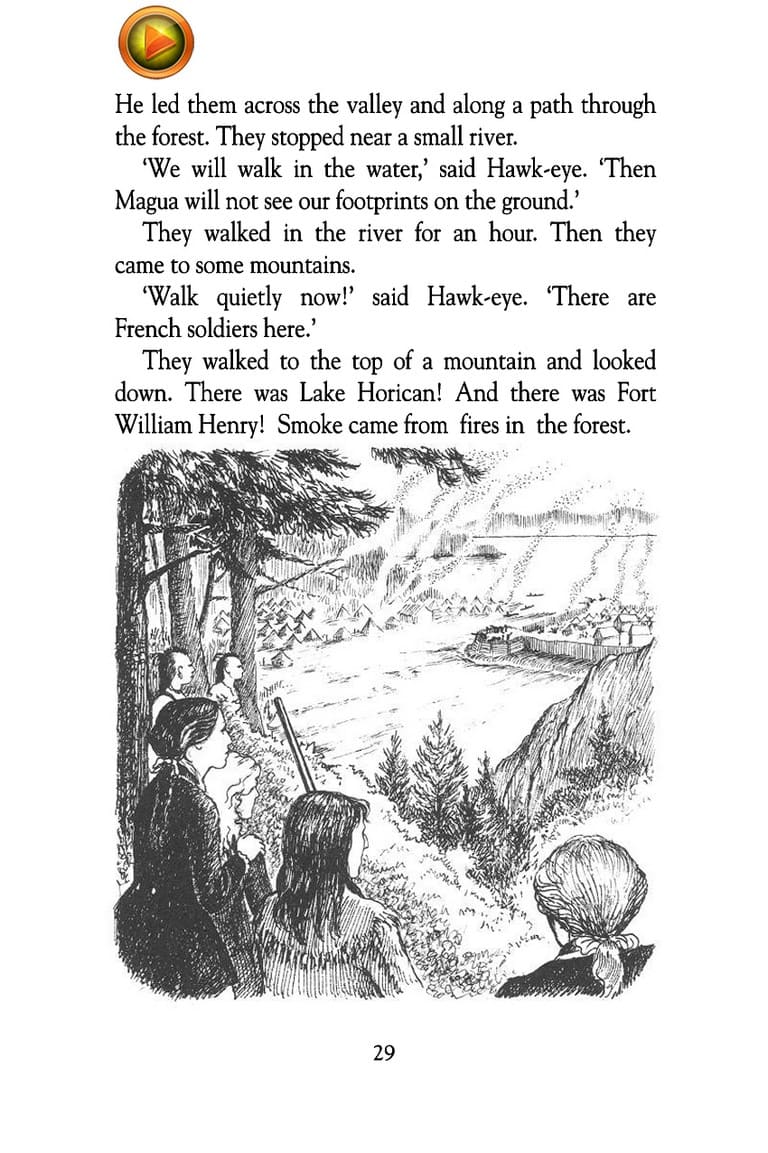 He led them across the valley and along a path through
the forest. They stopped near a small river.
‘We will walk in the water,’ said Hawk-eye. ‘Then
Magua will not see our footprints on the ground.’
They walked in the river for an hour. Then they
came to some mountains.
‘Walk quietly now!’ said Hawk-eye. ‘There are
French soldiers here.’
They walked to the top of a mountain and looked
down. There was Lake Horican! And there was Fort
William Henry! Smoke came from fires in the forest.
29